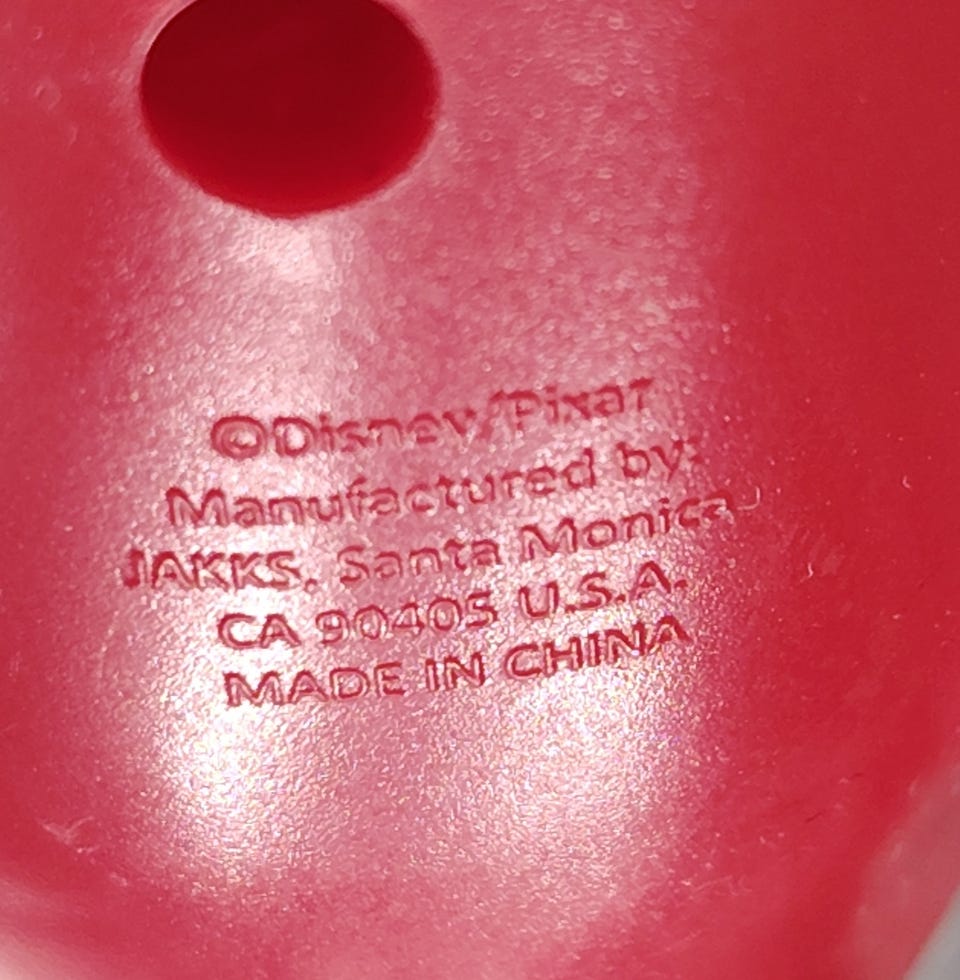 ©Disney/Pixar
Manufactured by:
JAKKS. Santa Monica
CA 90405 U.S.A.
MADE IN CHINA